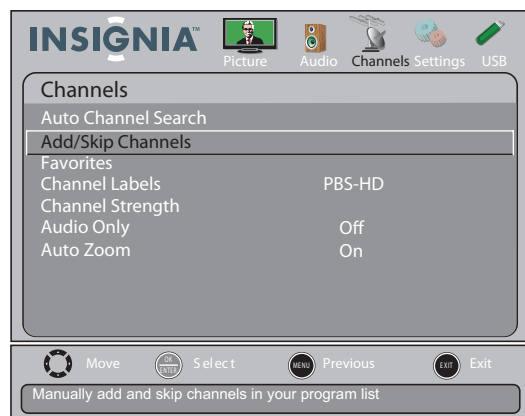 INSIGNIA™
Picture Audio Channels Settings USB
Channels
Auto Channel Search
Add/Skip Channels
Favorites
Channel Labels PBS-HD
Channel Strength
Audio Only Off
Auto Zoom On
Move OK ENTER Select MENU Previous EXIT Exit
Manually add and skip channels in your program list